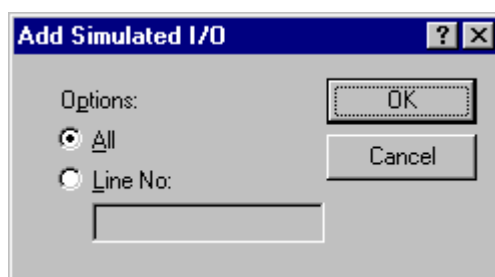 Add Simulated I/O
Options:
OK
All
Cancel
Line No: